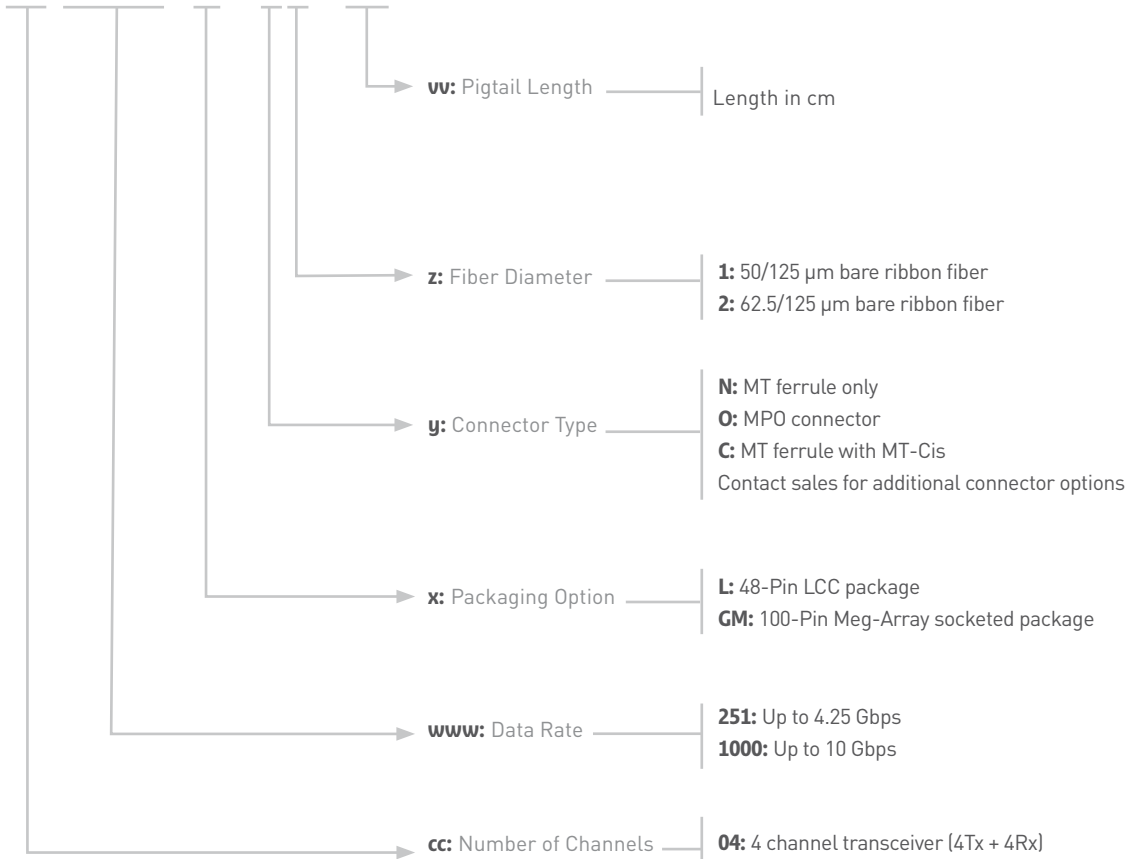 vv: Pigtail Length
Length in cm
z: Fiber Diameter
1: 50/125 µm bare ribbon fiber
2: 62.5/125 µm bare ribbon fiber
y: Connector Type
N: MT ferrule only
O: MPO connector
C: MT ferrule with MT-Cis
Contact sales for additional connector options
x: Packaging Option
L: 48-Pin LCC package
GM: 100-Pin Meg-Array socketed package
www: Data Rate
251: Up to 4.25 Gbps
1000: Up to 10 Gbps
cc: Number of Channels
04: 4 channel transceiver (4Tx + 4Rx)